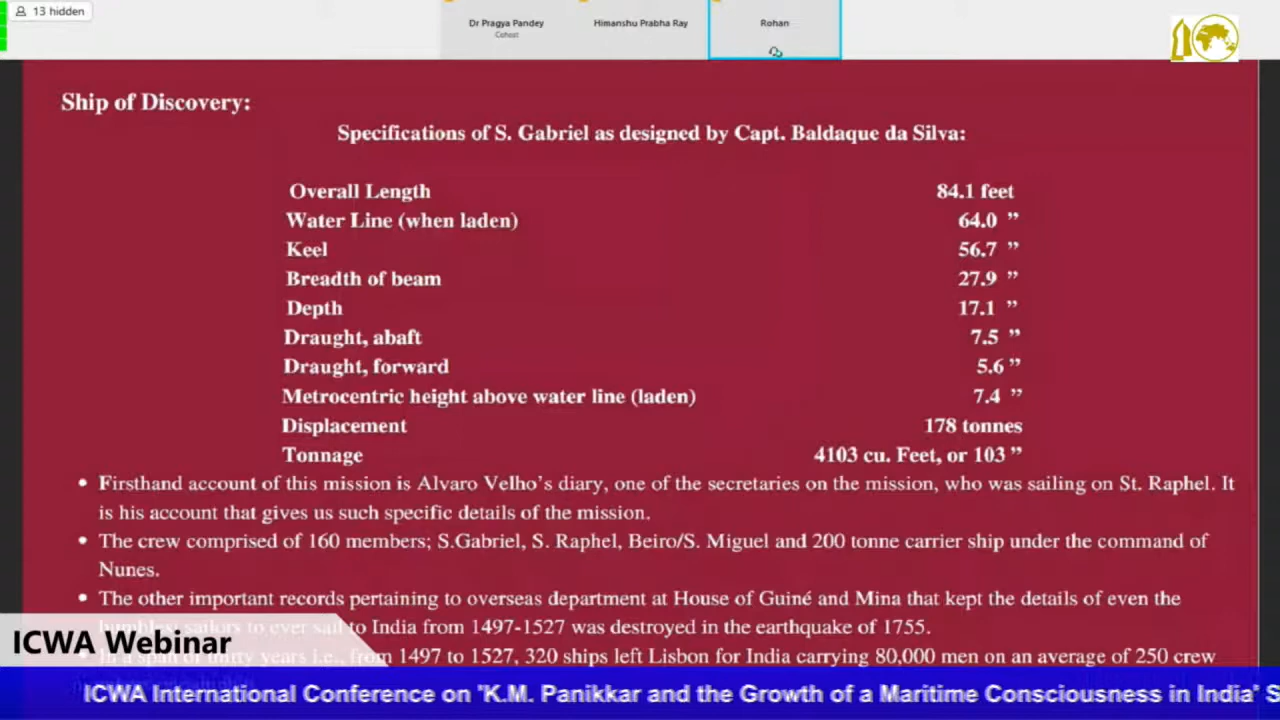 13 hidden
Dr Pragya Pandey
Cohost
Himanshu Prabha Ray
Rohan
Ship of Discovery:
Specifications of S. Gabriel as designed by Capt. Baldaque da Silva:
Overall Length 84.1 feet
Water Line (when laden) 64.0 ”
Keel 56.7 ”
Breadth of beam 27.9 ”
Depth 17.1 ”
Draught, abaft 7.5 ”
Draught, forward 5.6 ”
Metrocentric height above water line (laden) 7.4 ”
Displacement 178 tonnes
Tonnage 4103 cu. Feet, or 103 ”
• Firsthand account of this mission is Alvaro Velho’s diary, one of the secretaries on the mission, who was sailing on St. Raphel. It
is his account that gives us such specific details of the mission.
• The crew comprised of 160 members; S.Gabriel, S. Raphel, Beiro/S. Miguel and 200 tonne carrier ship under the command of
Nunes.
• The other important records pertaining to overseas department at House of Guiné and Mina that kept the details of even the
humblest sailors to ever sail to India from 1497-1527 was destroyed in the earthquake of 1755.
• In a span of thirty years i.e., from 1497 to 1527, 320 ships left Lisbon for India carrying 80,000 men on an average of 250 crew
ICWA Webinar
ICWA International Conference on 'K.M. Panikkar and the Growth of a Maritime Consciousness in India' S